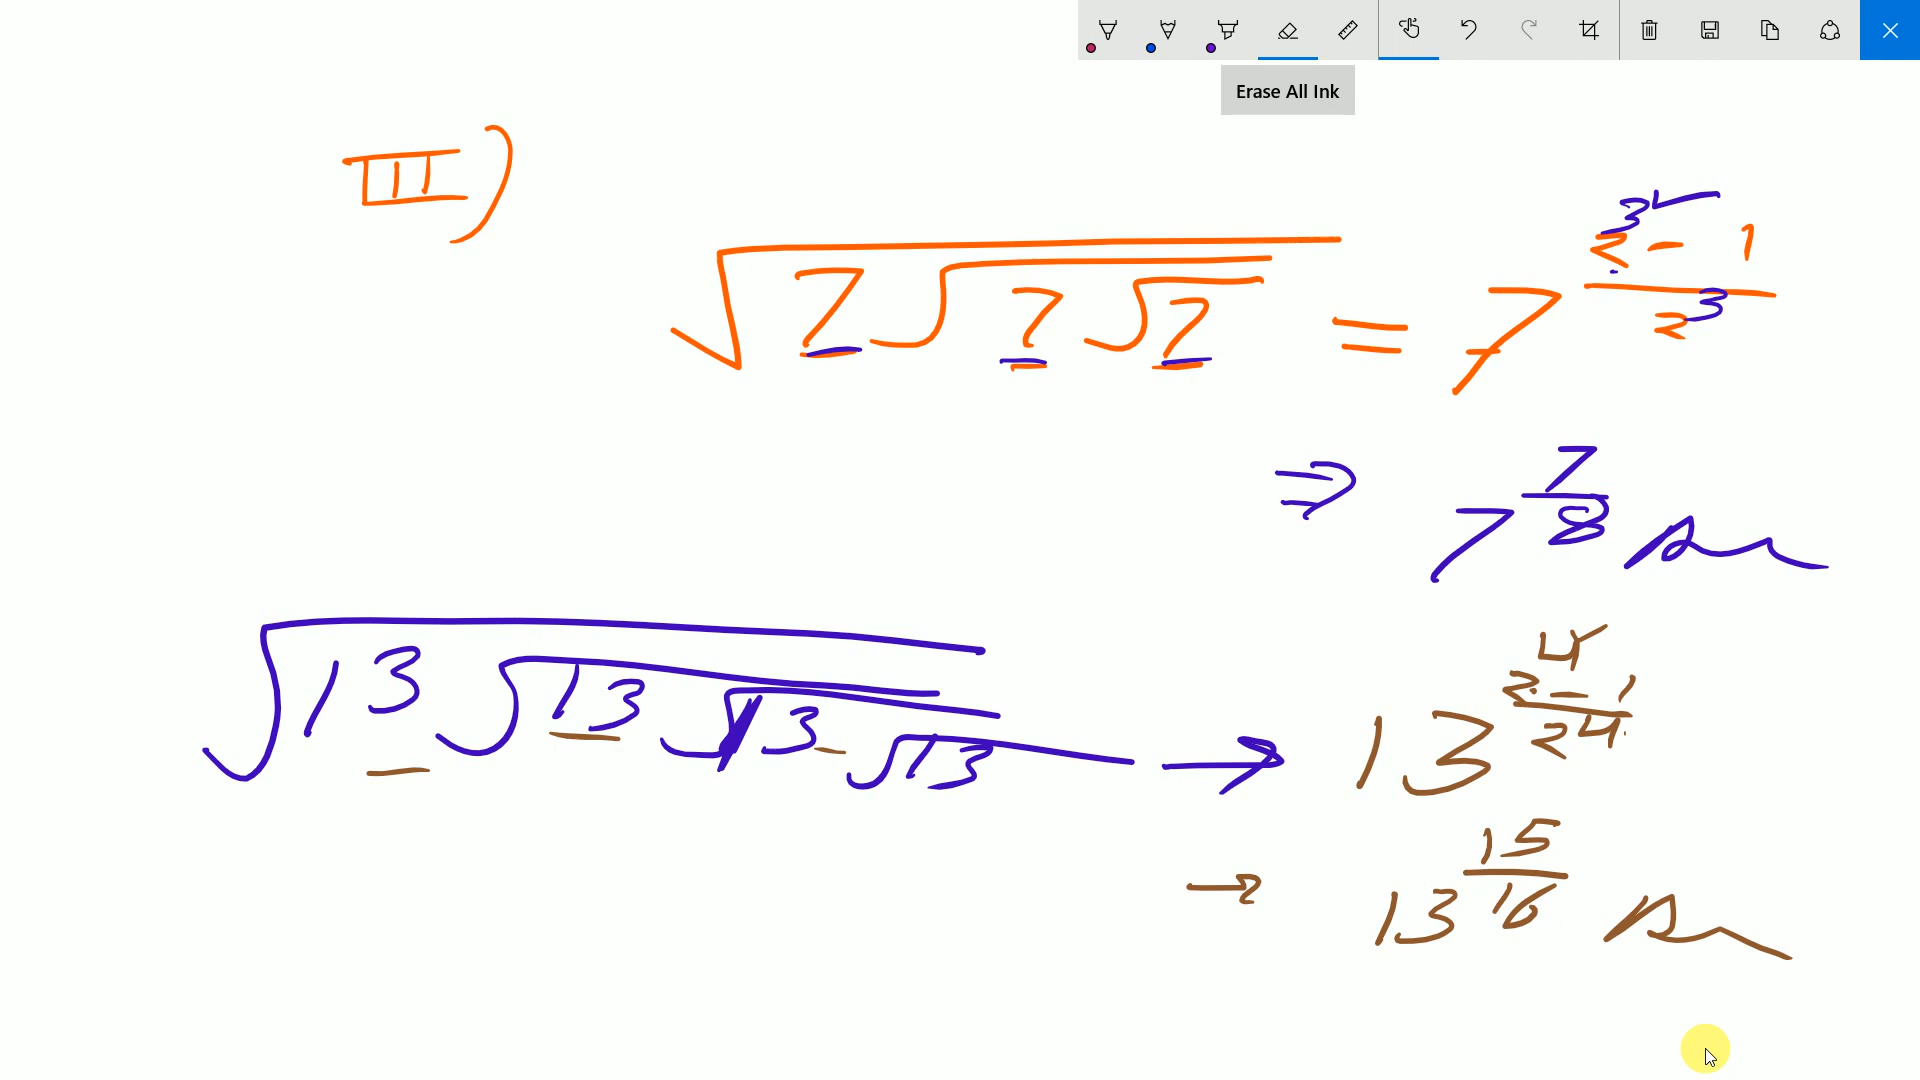 Erase All Ink
III)
√(7√(7√7)) = 7^((2^3 - 1)/2^3)
⇒ 7^(7/8) Ans
√(13√(13√(13√13))) → 13^((2^4 - 1)/2^4)
→ 13^(15/16) Ans